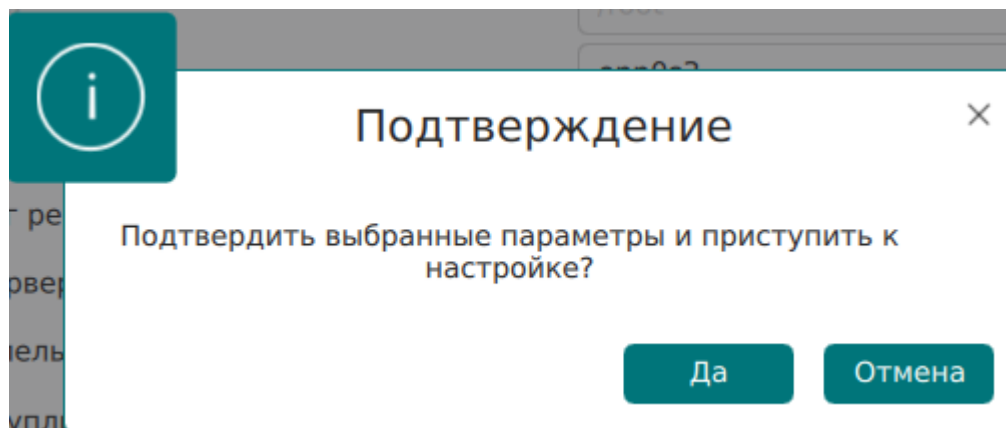 Подтверждение
Подтвердить выбранные параметры и приступить к
настройке?
Да
Отмена